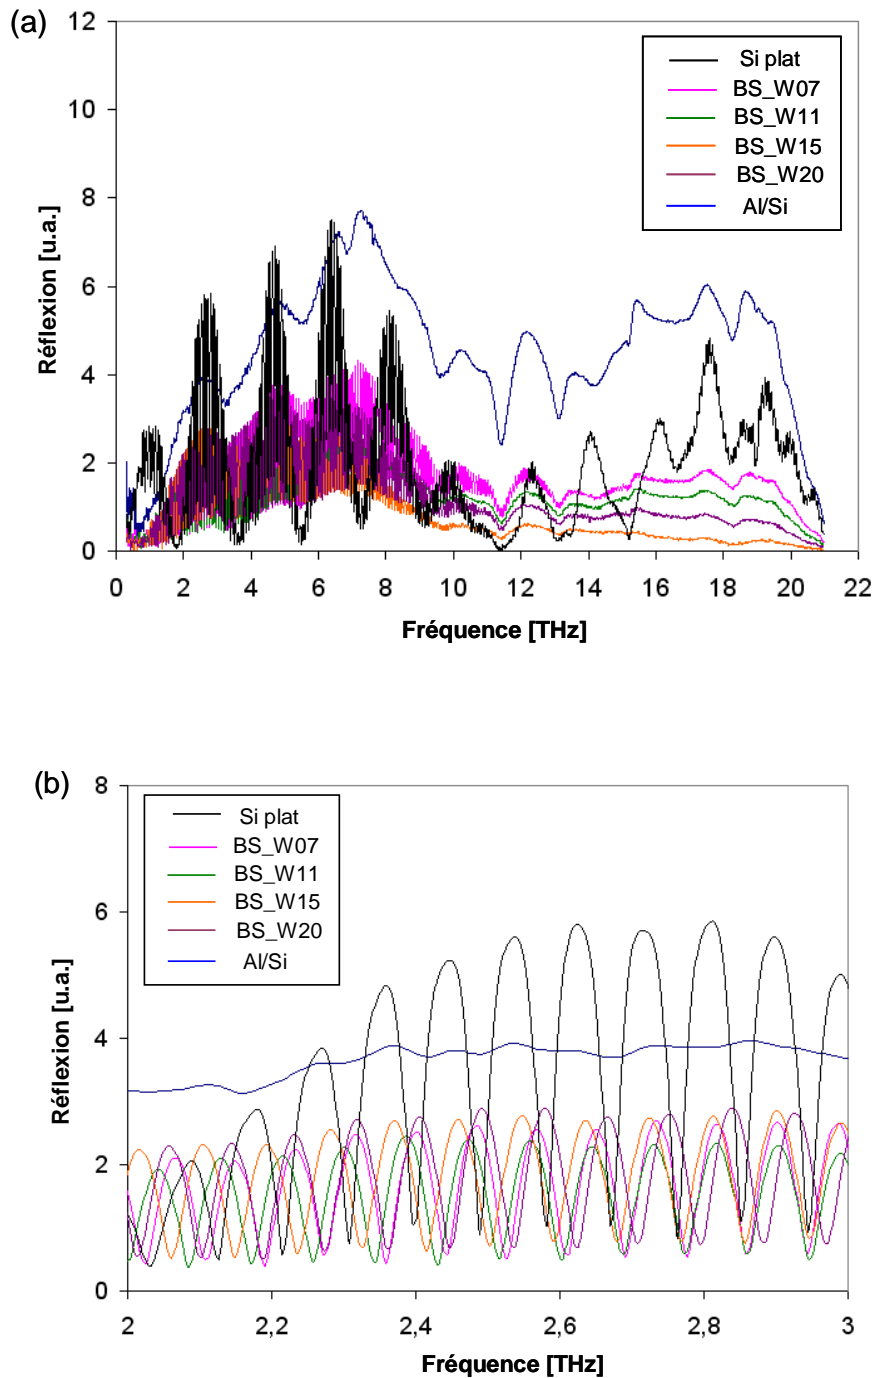 (a)
12
10
8
6
4
2
0
Réflexion [u.a.]
Si plat
BS_W07
BS_W11
BS_W15
BS_W20
Al/Si
0 2 4 6 8 10 12 14 16 18 20 22
Fréquence [THz]
(b)
8
6
4
2
0
Réflexion [u.a.]
Si plat
BS_W07
BS_W11
BS_W15
BS_W20
Al/Si
2 2,2 2,4 2,6 2,8 3
Fréquence [THz]